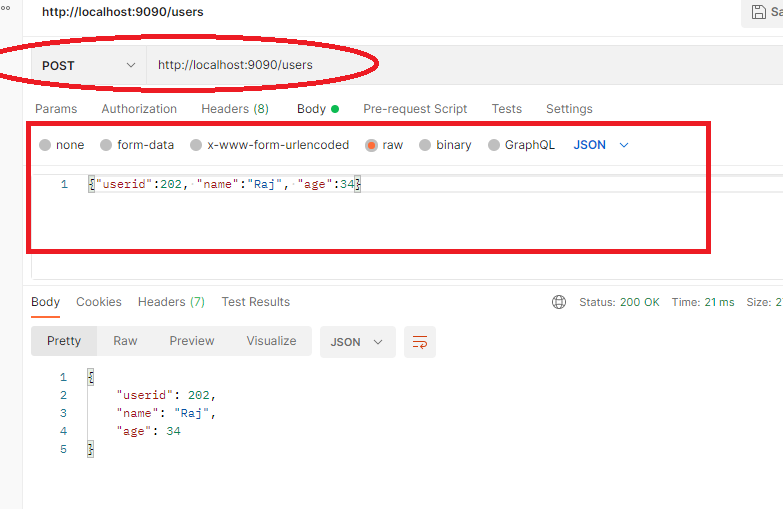 http://localhost:9090/users
POST http://localhost:9090/users
Params Authorization Headers (8) Body Pre-request Script Tests Settings
none form-data x-www-form-urlencoded raw binary GraphQL JSON
1 {"userid":202, "name":"Raj", "age":34}
Body Cookies Headers (7) Test Results Status: 200 OK Time: 21 ms Size:
Pretty Raw Preview Visualize JSON
1 {
2 "userid": 202,
3 "name": "Raj",
4 "age": 34
5 }